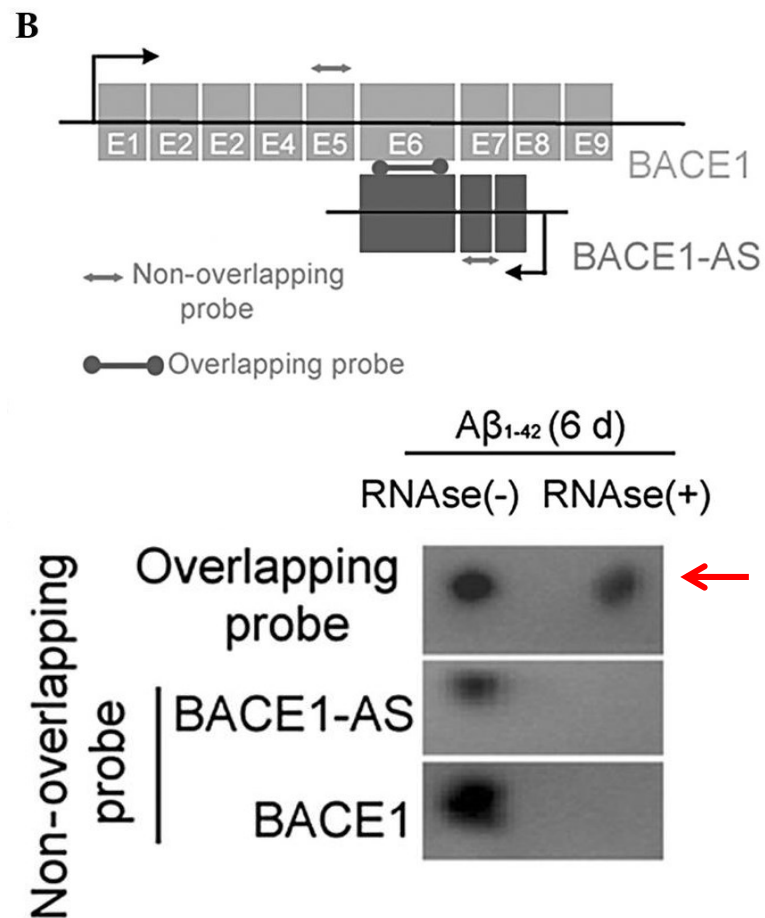 B
E1 E2 E2 E4 E5 E6 E7 E8 E9
BACE1
BACE1-AS
Non-overlapping
probe
Overlapping probe
Aβ1-42 (6 d)
RNAse(-) RNAse(+)
Overlapping
probe
Non-overlapping
probe
BACE1-AS
BACE1